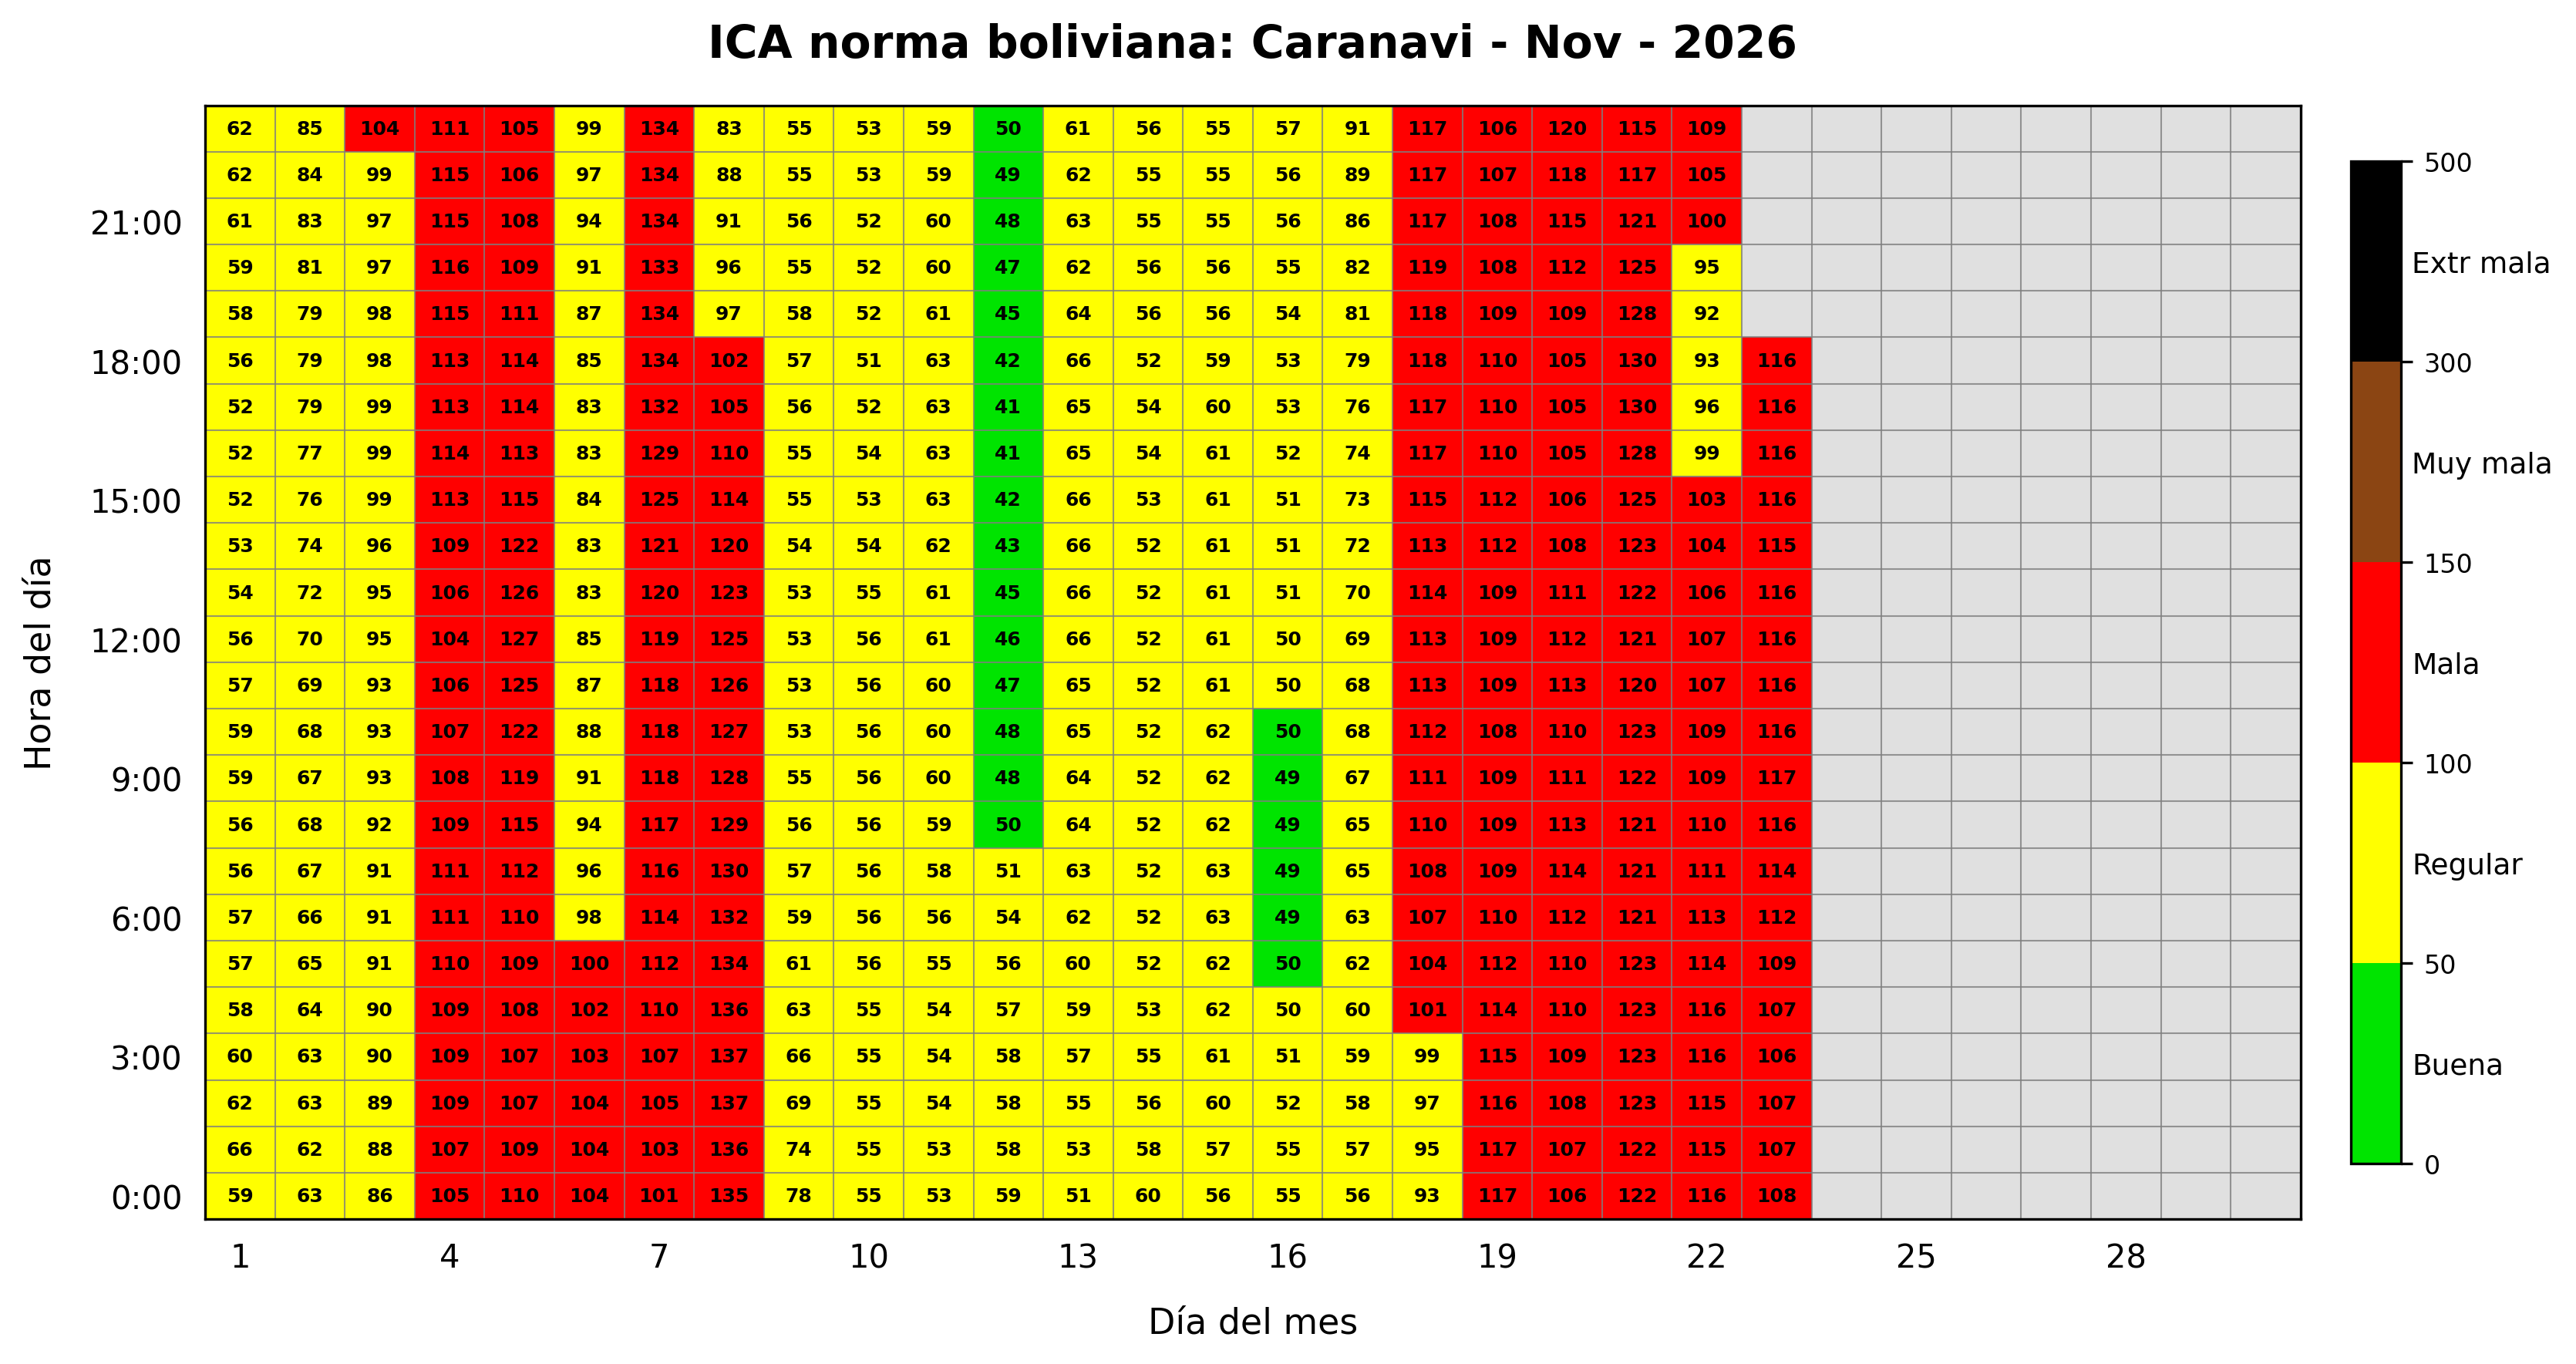 ICA norma boliviana: Caranavi - Nov - 2026
62 85 104 111 105 99 134 83 55 53 59 50 61 56 55 57 91 117 106 120 115 109
62 84 99 115 106 97 134 88 55 53 59 49 62 55 55 56 89 117 107 118 117 105
21:00 61 83 97 115 108 94 134 91 56 52 60 48 63 55 55 56 86 117 108 115 121 100
59 81 97 116 109 91 133 96 55 52 60 47 62 56 56 55 82 119 108 112 125 95
58 79 98 115 111 87 134 97 58 52 61 45 64 56 56 54 81 118 109 109 128 92
18:00 56 79 98 113 114 85 134 102 57 51 63 42 66 52 59 53 79 118 110 105 130 93 116
52 79 99 113 114 83 132 105 56 52 63 41 65 54 60 53 76 117 110 105 130 96 116
52 77 99 114 113 83 129 110 55 54 63 41 65 54 61 52 74 117 110 105 128 99 116
15:00 52 76 99 113 115 84 125 114 55 53 63 42 66 53 61 51 73 115 112 106 125 103 116
53 74 96 109 122 83 121 120 54 54 62 43 66 52 61 51 72 113 112 108 123 104 115
54 72 95 106 126 83 120 123 53 55 61 45 66 52 61 51 70 114 109 111 122 106 116
12:00 56 70 95 104 127 85 119 125 53 56 61 46 66 52 61 50 69 113 109 112 121 107 116
57 69 93 106 125 87 118 126 53 56 60 47 65 52 61 50 68 113 109 113 120 107 116
59 68 93 107 122 88 118 127 53 56 60 48 65 52 62 50 68 112 108 110 123 109 116
9:00 59 67 93 108 119 91 118 128 55 56 60 48 64 52 62 49 67 111 109 111 122 109 117
56 68 92 109 115 94 117 129 56 56 59 50 64 52 62 49 65 110 109 113 121 110 116
56 67 91 111 112 96 116 130 57 56 58 51 63 52 63 49 65 108 109 114 121 111 114
6:00 57 66 91 111 110 98 114 132 59 56 56 54 62 52 63 49 63 107 110 112 121 113 112
57 65 91 110 109 100 112 134 61 56 55 56 60 52 62 50 62 104 112 110 123 114 109
58 64 90 109 108 102 110 136 63 55 54 57 59 53 62 50 60 101 114 110 123 116 107
3:00 60 63 90 109 107 103 107 137 66 55 54 58 57 55 61 51 59 99 115 109 123 116 106
62 63 89 109 107 104 105 137 69 55 54 58 55 56 60 52 58 97 116 108 123 115 107
66 62 88 107 109 104 103 136 74 55 53 58 53 58 57 55 57 95 117 107 122 115 107
0:00 59 63 86 105 110 104 101 135 78 55 53 59 51 60 56 55 56 93 117 106 122 116 108
1 4 7 10 13 16 19 22 25 28
Día del mes
Hora del día
500
Extr mala
300
Muy mala
150
Mala
100
Regular
50
Buena
0